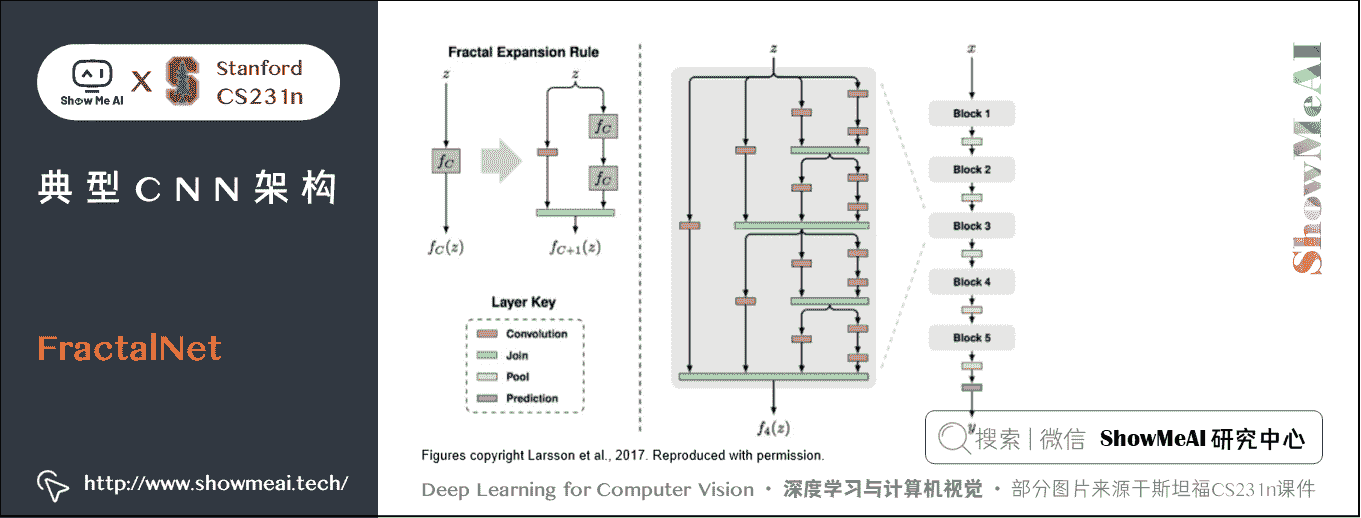 Show Me AI
X
Stanford
CS231n
典型CNN架构
FractalNet
http://www.showmeai.tech/
Fractal Expansion Rule
z
f_C
f_C(z)
z
f_C
f_C
f_{C+1}(z)
Layer Key
Convolution
Join
Pool
Prediction
z
f_4(z)
x
Block 1
Block 2
Block 3
Block 4
Block 5
y
ShowMeAI
搜索 | 微信 ShowMeAI 研究中心
Figures copyright Larsson et al., 2017. Reproduced with permission.
Deep Learning for Computer Vision · 深度学习与计算机视觉 · 部分图片来源于斯坦福CS231n课件